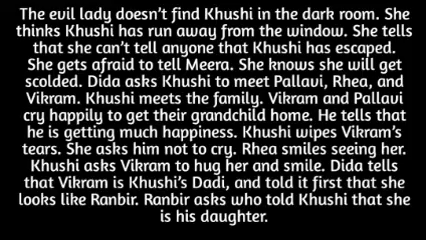 The evil lady doesn’t find Khushi in the dark room. She
thinks Khushi has run away from the window. She tells
that she can’t tell anyone that Khushi has escaped.
She gets afraid to tell Meera. She knows she will get
scolded. Dida asks Khushi to meet Pallavi, Rhea, and
Vikram. Khushi meets the family. Vikram and Pallavi
cry happily to get their grandchild home. He tells that
he is getting much happiness. Khushi wipes Vikram’s
tears. She asks him not to cry. Rhea smiles seeing her.
Khushi asks Vikram to hug her and smile. Dida tells
that Vikram is Khushi’s Dadi, and told it first that she
looks like Ranbir. Ranbir asks who told Khushi that she
is his daughter.